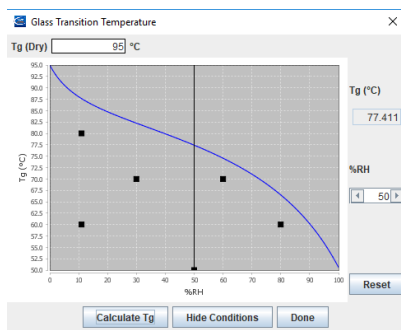 Glass Transition Temperature
Tg (Dry) 95 °C
95.0
92.5
90.0
87.5
85.0
82.5
80.0
77.5
75.0
72.5
70.0
67.5
65.0
62.5
60.0
57.5
55.0
52.5
50.0
Tg (°C)
0 10 20 30 40 50 60 70 80 90 100
%RH
Tg (°C)
77.411
%RH
50
Reset
Calculate Tg Hide Conditions Done